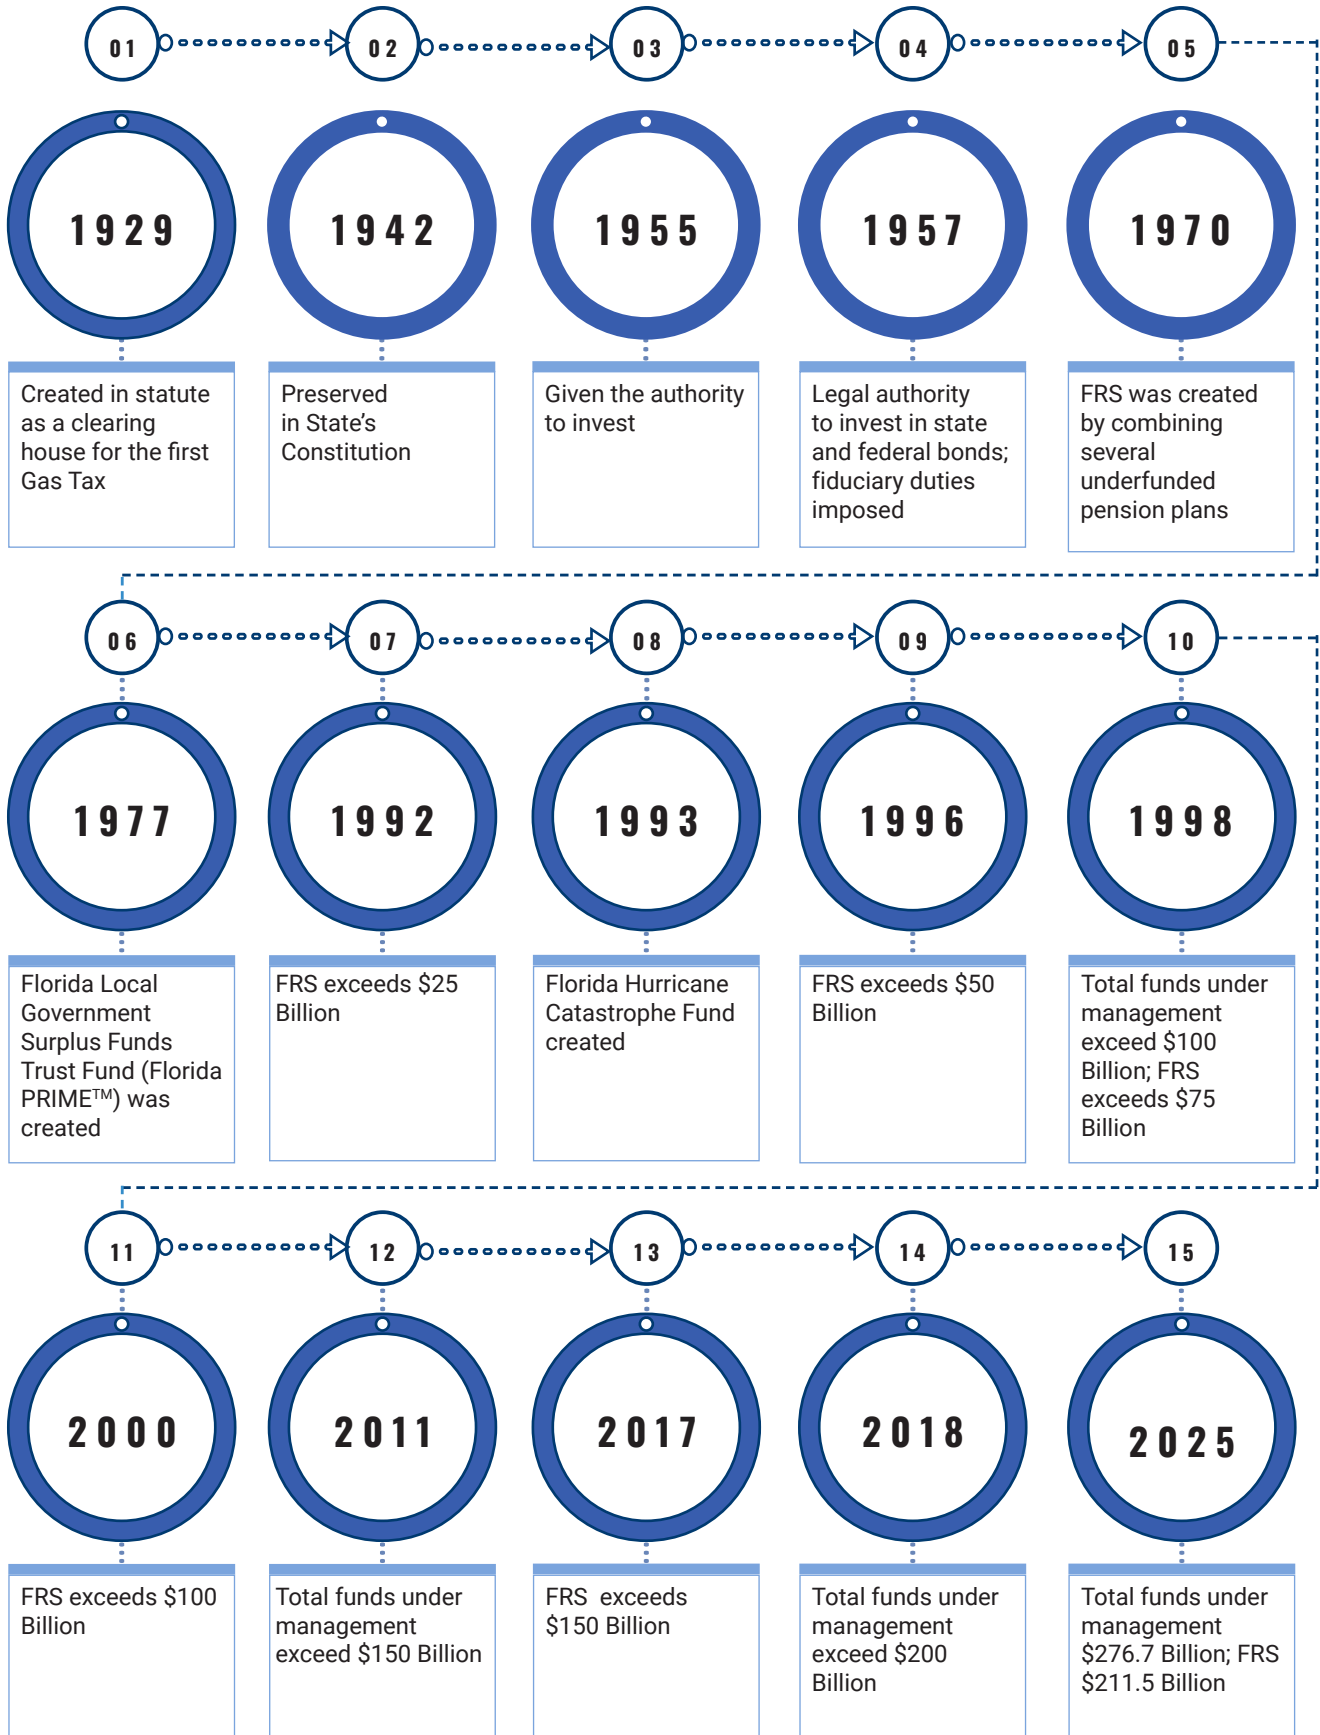 01
02
03
04
05
1929
1942
1955
1957
1970
Created in statute
as a clearing
house for the first
Gas Tax
Preserved
in State’s
Constitution
Given the authority
to invest
Legal authority
to invest in state
and federal bonds;
fiduciary duties
imposed
FRS was created
by combining
several
underfunded
pension plans
06
07
08
09
10
1977
1992
1993
1996
1998
Florida Local
Government
Surplus Funds
Trust Fund (Florida
PRIME™) was
created
FRS exceeds $25
Billion
Florida Hurricane
Catastrophe Fund
created
FRS exceeds $50
Billion
Total funds under
management
exceed $100
Billion; FRS
exceeds $75
Billion
11
12
13
14
15
2000
2011
2017
2018
2025
FRS exceeds $100
Billion
Total funds under
management
exceed $150 Billion
FRS exceeds
$150 Billion
Total funds under
management
exceed $200
Billion
Total funds under
management
$276.7 Billion; FRS
$211.5 Billion